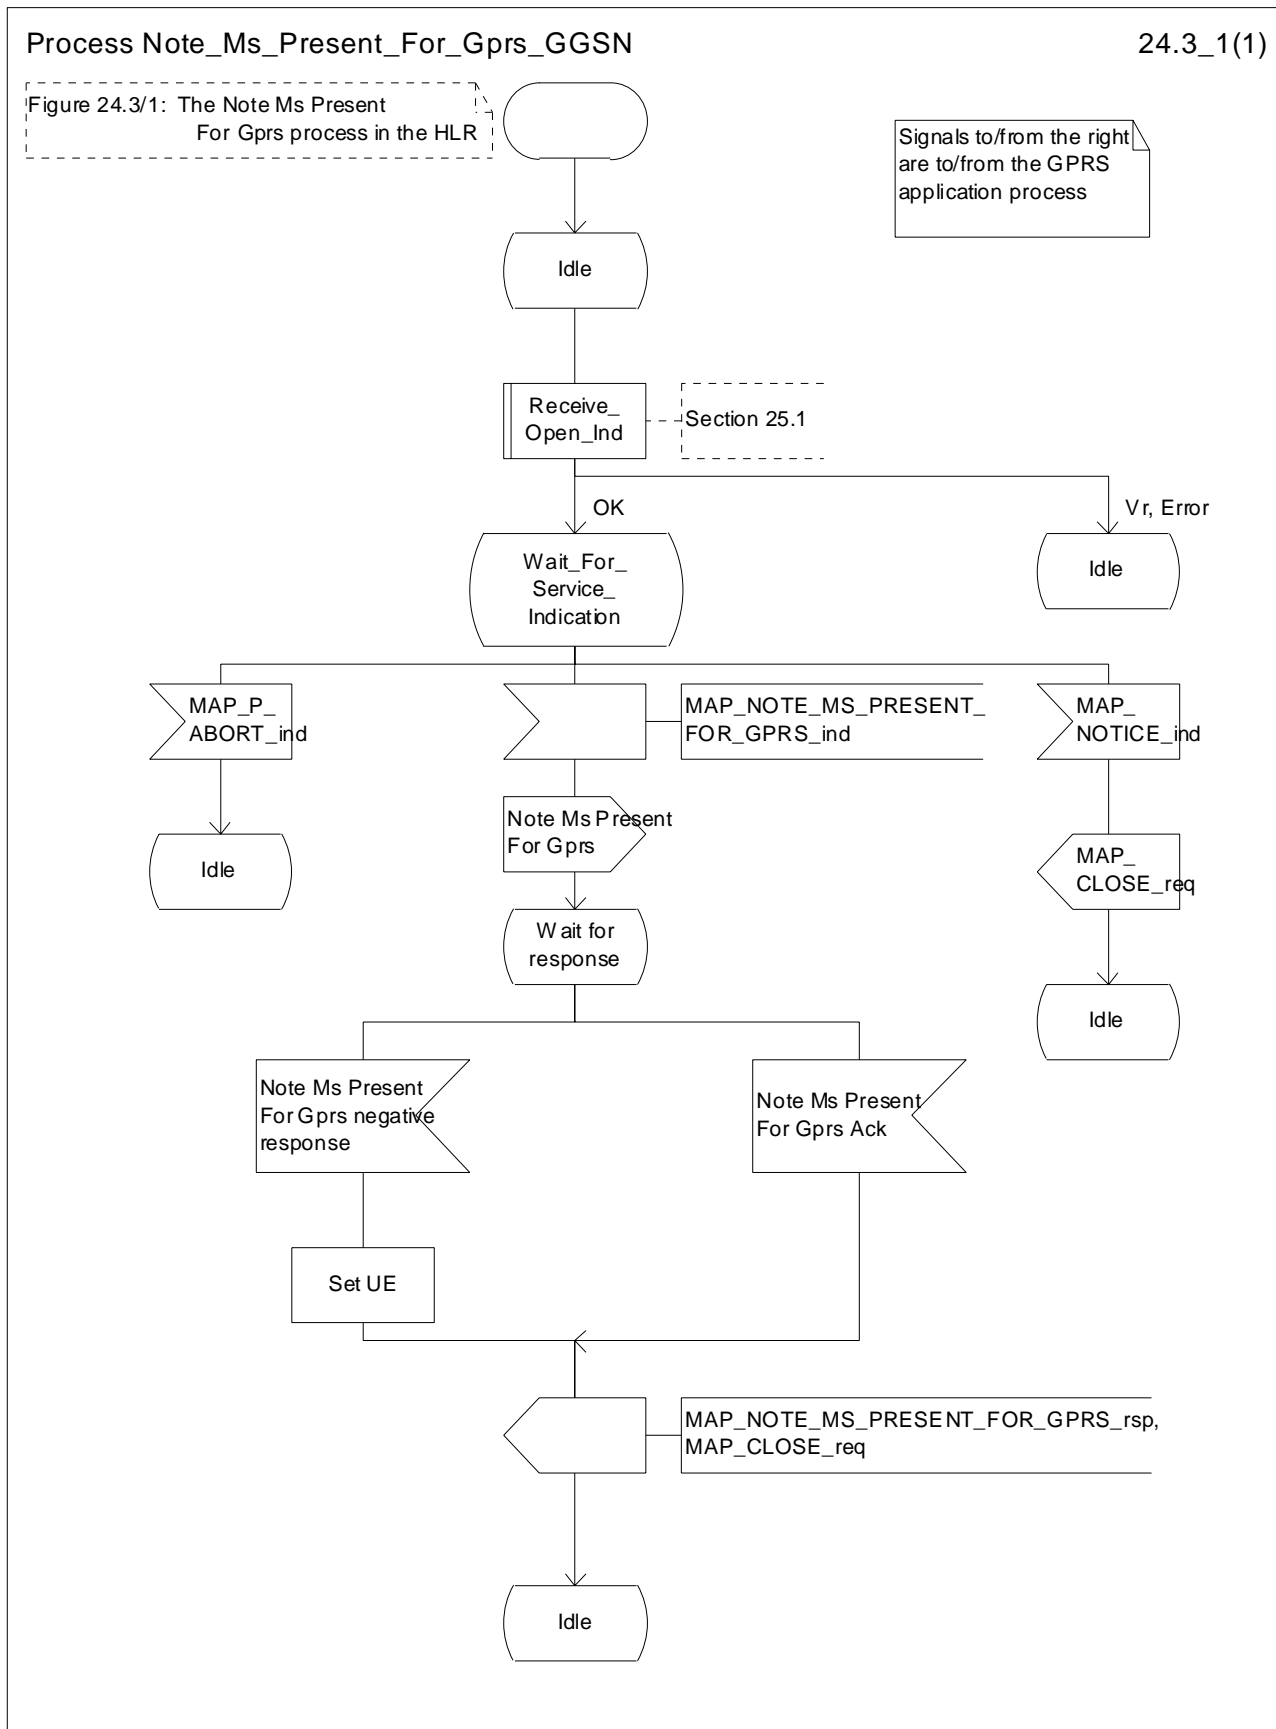 Process Note_Ms_Present_For_Gprs_GGSN
24.3_1(1)
Figure 24.3/1: The Note Ms Present
For Gprs process in the HLR
Signals to/from the right
are to/from the GPRS
application process
Idle
Receive_
Open_Ind
Section 25.1
OK
Vr, Error
Wait_For_
Service_
Indication
Idle
MAP_P_
ABORT_ind
MAP_NOTE_MS_PRESENT_
FOR_GPRS_ind
MAP_
NOTICE_ind
Note Ms Present
For Gprs
Idle
MAP_
CLOSE_req
Wait for
response
Idle
Note Ms Present
For Gprs negative
response
Note Ms Present
For Gprs Ack
Set UE
MAP_NOTE_MS_PRESENT_FOR_GPRS_rsp,
MAP_CLOSE_req
Idle